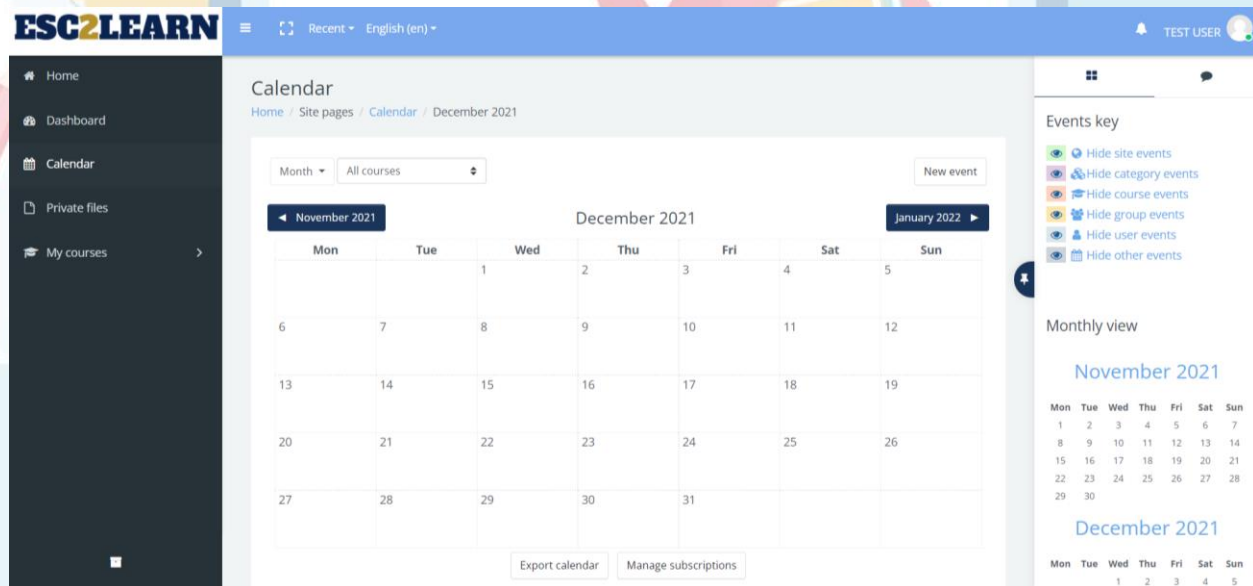 ESC2LEARN
Recent English (en)
TEST USER
Home
Dashboard
Calendar
Private files
My courses
Calendar
Home / Site pages / Calendar / December 2021
Month All courses New event
◄ November 2021 December 2021 January 2022 ►
Mon Tue Wed Thu Fri Sat Sun
1 2 3 4 5
6 7 8 9 10 11 12
13 14 15 16 17 18 19
20 21 22 23 24 25 26
27 28 29 30 31
Export calendar Manage subscriptions
Events key
Hide site events
Hide category events
Hide course events
Hide group events
Hide user events
Hide other events
Monthly view
November 2021
Mon Tue Wed Thu Fri Sat Sun
1 2 3 4 5 6 7
8 9 10 11 12 13 14
15 16 17 18 19 20 21
22 23 24 25 26 27 28
29 30
December 2021
Mon Tue Wed Thu Fri Sat Sun
1 2 3 4 5